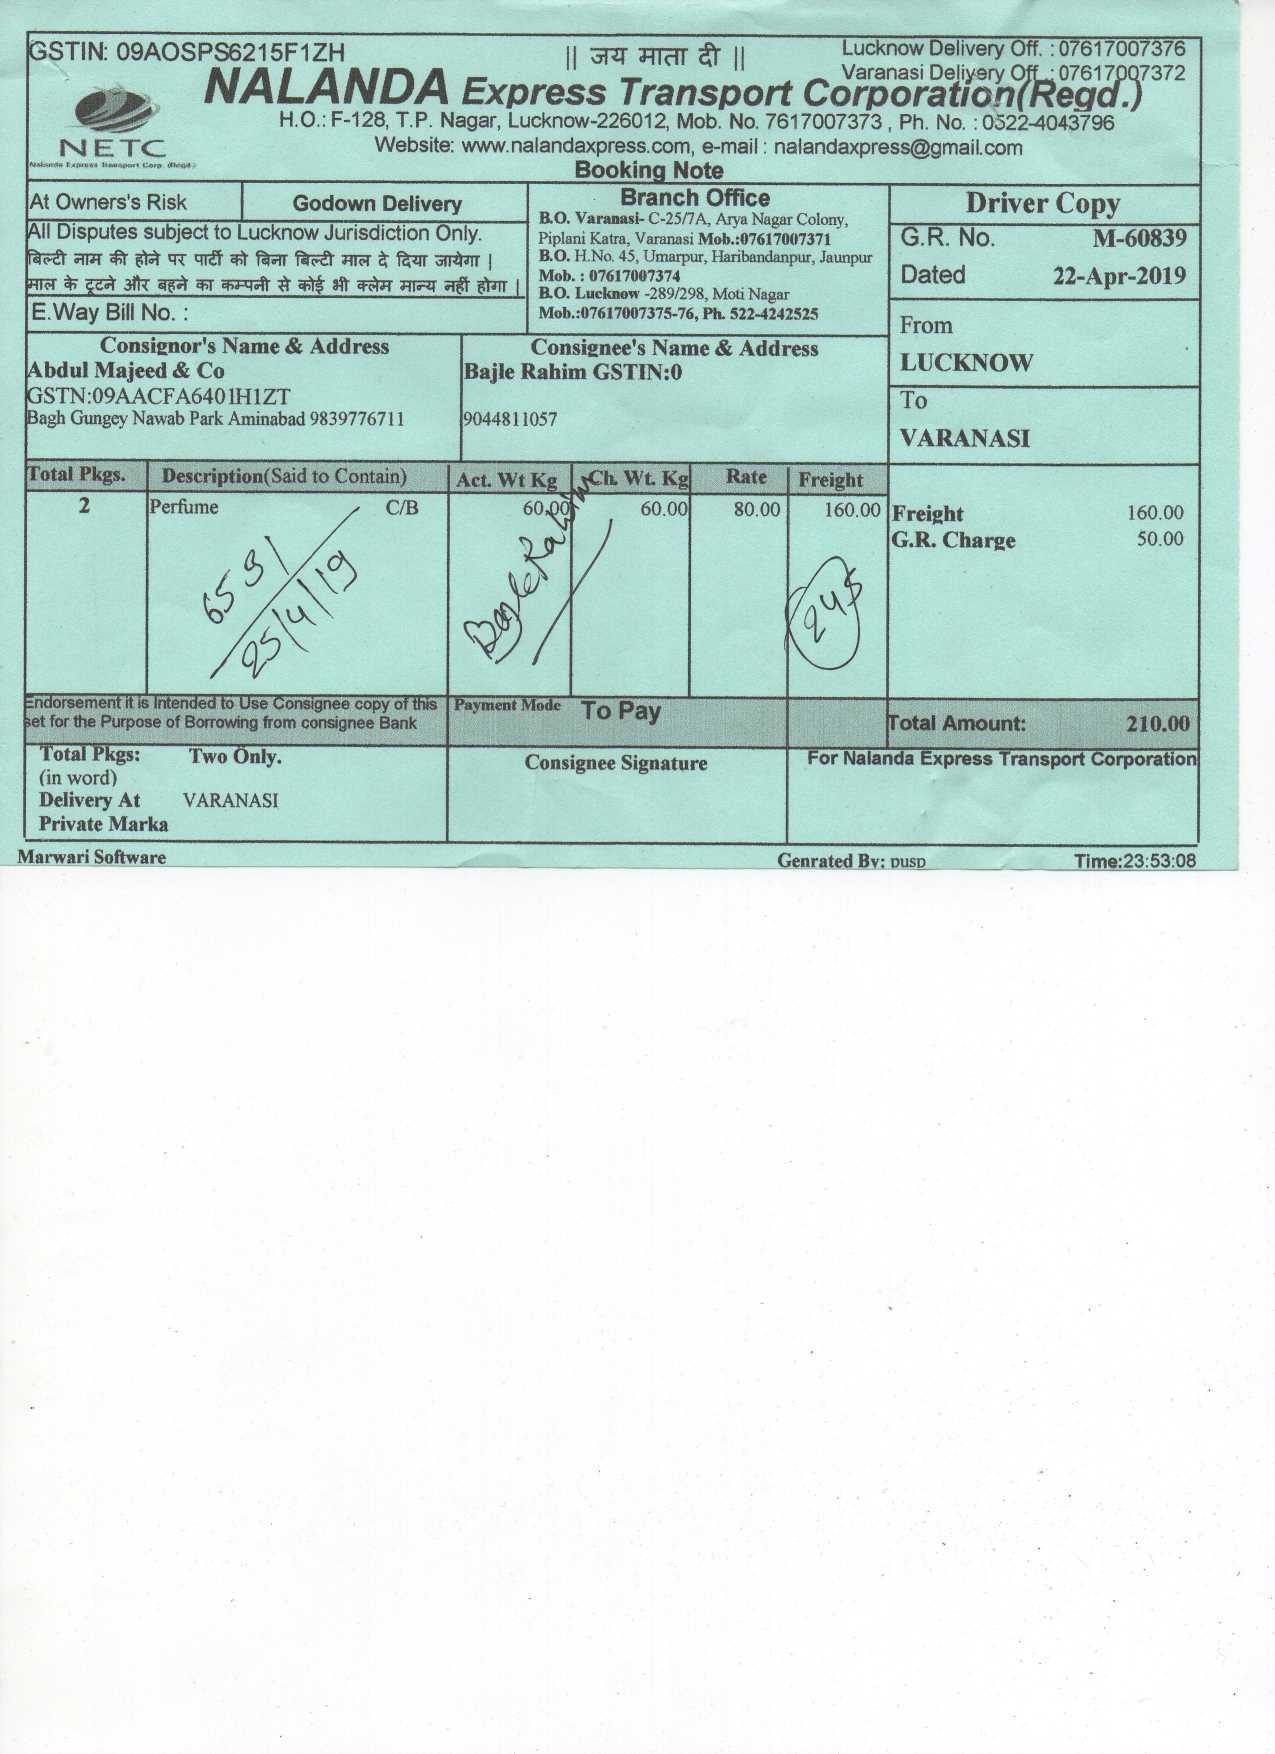 GSTIN: 09AOSPS6215F1ZH
|| जय माता दी ||
Lucknow Delivery Off. : 07617007376
Varanasi Delivery Off. : 07617007372
NALANDA Express Transport Corporation(Regd.)
H.O.: F-128, T.P. Nagar, Lucknow-226012, Mob. No. 7617007373 , Ph. No. : 0522-4043796
NETC
Website: www.nalandaxpress.com, e-mail : nalandaxpress@gmail.com
Nalanda Express Transport Corp. (Regd.)
Booking Note
At Owners's Risk
Godown Delivery
All Disputes subject to Lucknow Jurisdiction Only.
बिल्टी नाम की होने पर पार्टी को बिना बिल्टी माल दे दिया जायेगा |
माल के टूटने और बहने का कम्पनी से कोई भी क्लेम मान्य नहीं होगा |
E.Way Bill No. :
Branch Office
B.O. Varanasi- C-25/7A, Arya Nagar Colony,
Piplani Katra, Varanasi Mob.:07617007371
B.O. H.No. 45, Umarpur, Haribandanpur, Jaunpur
Mob. : 07617007374
B.O. Lucknow -289/298, Moti Nagar
Mob.:07617007375-76, Ph. 522-4242525
Driver Copy
G.R. No. M-60839
Dated 22-Apr-2019
From
LUCKNOW
To
VARANASI
Consignor's Name & Address
Abdul Majeed & Co
GSTN:09AACFA6401H1ZT
Bagh Gungey Nawab Park Aminabad 9839776711
Consignee's Name & Address
Bajle Rahim GSTIN:0
9044811057
Total Pkgs. Description(Said to Contain) Act. Wt Kg Ch. Wt. Kg Rate Freight
2 Perfume C/B 60.00 60.00 80.00 160.00
Freight 160.00
G.R. Charge 50.00
25/4/19
245
Endorsement it is Intended to Use Consignee copy of this
set for the Purpose of Borrowing from consignee Bank
Payment Mode To Pay
Total Amount: 210.00
Total Pkgs: Two Only.
(in word)
Delivery At VARANASI
Private Marka
Consignee Signature
For Nalanda Express Transport Corporation
Marwari Software
Genrated By: pusp
Time:23:53:08